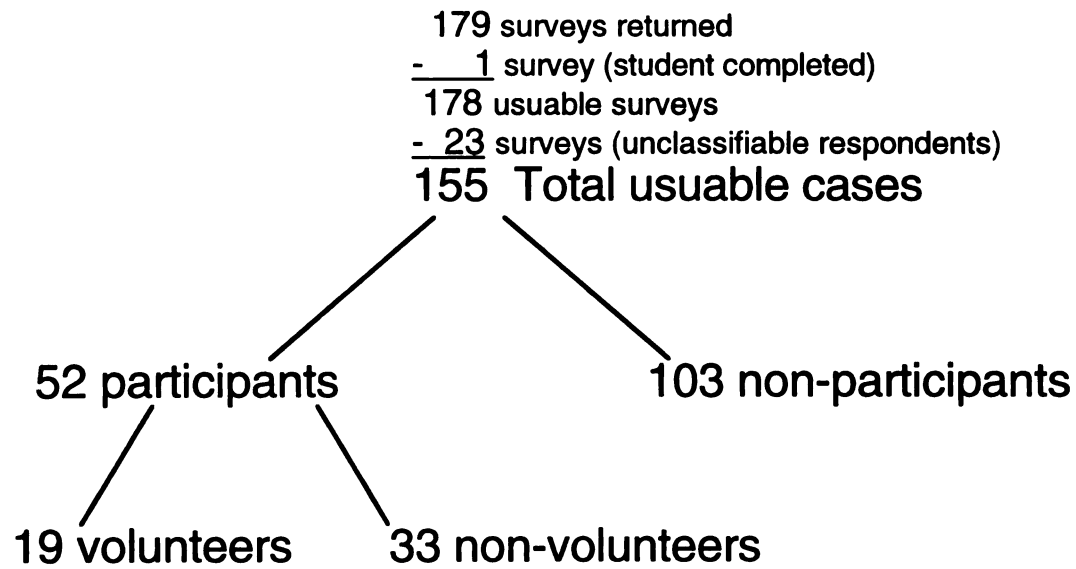 179 surveys returned
- 1 survey (student completed)
178 usuable surveys
- 23 surveys (unclassifiable respondents)
155 Total usuable cases
52 participants
103 non-participants
19 volunteers
33 non-volunteers